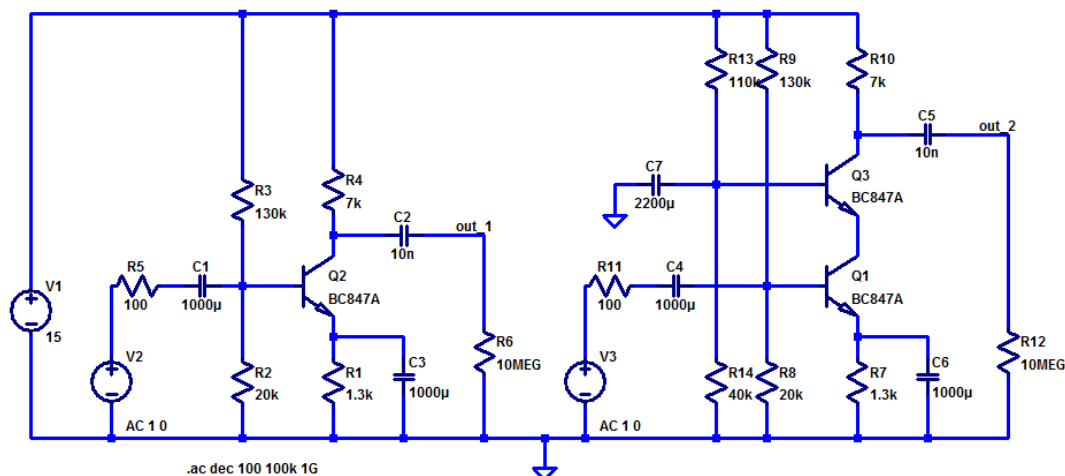 V1
15
R5
100
V2
AC 1 0
C1
1000µ
R3
130k
R2
20k
R4
7k
Q2
BC847A
R1
1.3k
C3
1000µ
C2
10n
out_1
R6
10MEG
.ac dec 100 100k 1G
C7
2200µ
R11
100
V3
AC 1 0
C4
1000µ
R13
110k
R14
40k
R9
130k
R8
20k
R10
7k
Q3
BC847A
Q1
BC847A
R7
1.3k
C6
1000µ
C5
10n
out_2
R12
10MEG